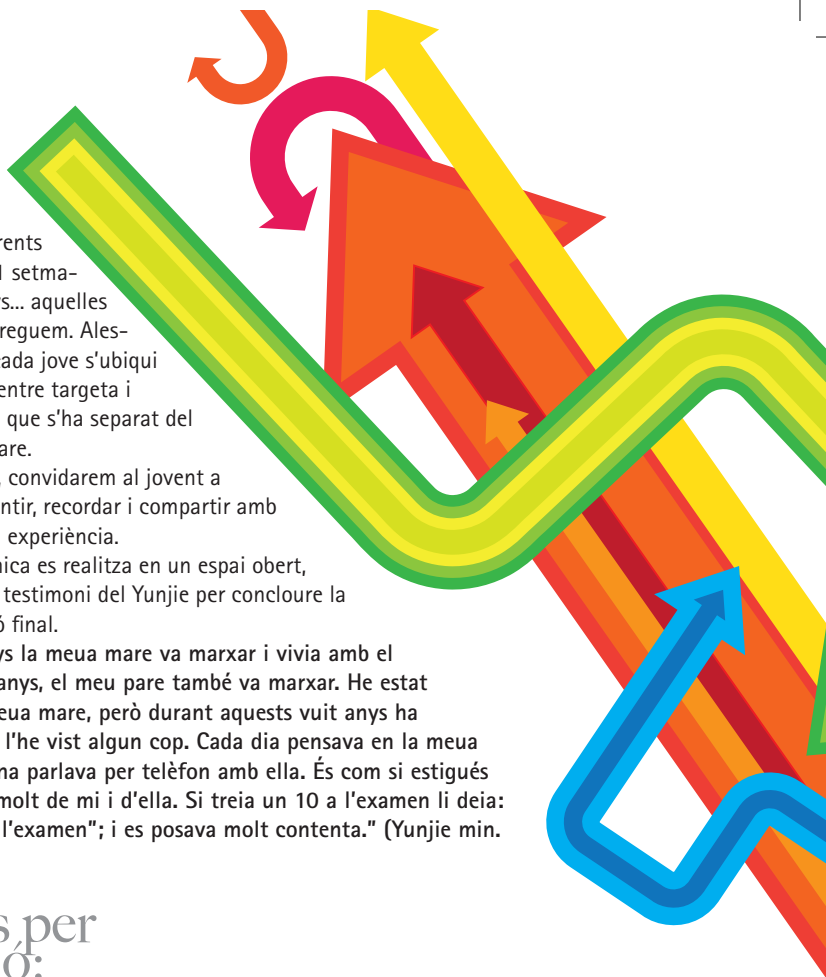 rents
setma-
s... aquelles
reguem. Ales-
cada jove s'ubiqui
entre targeta i
que s'ha separat del
are.
convidarem al jovent a
ntir, recordar i compartir amb
experiència.
nica es realitza en un espai obert,
testimoni del Yunjie per concloure la
ó final.
ys la meua mare va marxar i vivia amb el
anys, el meu pare també va marxar. He estat
eua mare, però durant aquests vuit anys ha
l'he vist algun cop. Cada dia pensava en la meua
na parlava per telèfon amb ella. És com si estigués
molt de mi i d'ella. Si treia un 10 a l'examen li deia:
l'examen"; i es posava molt contenta." (Yunjie min.
s per
ó: